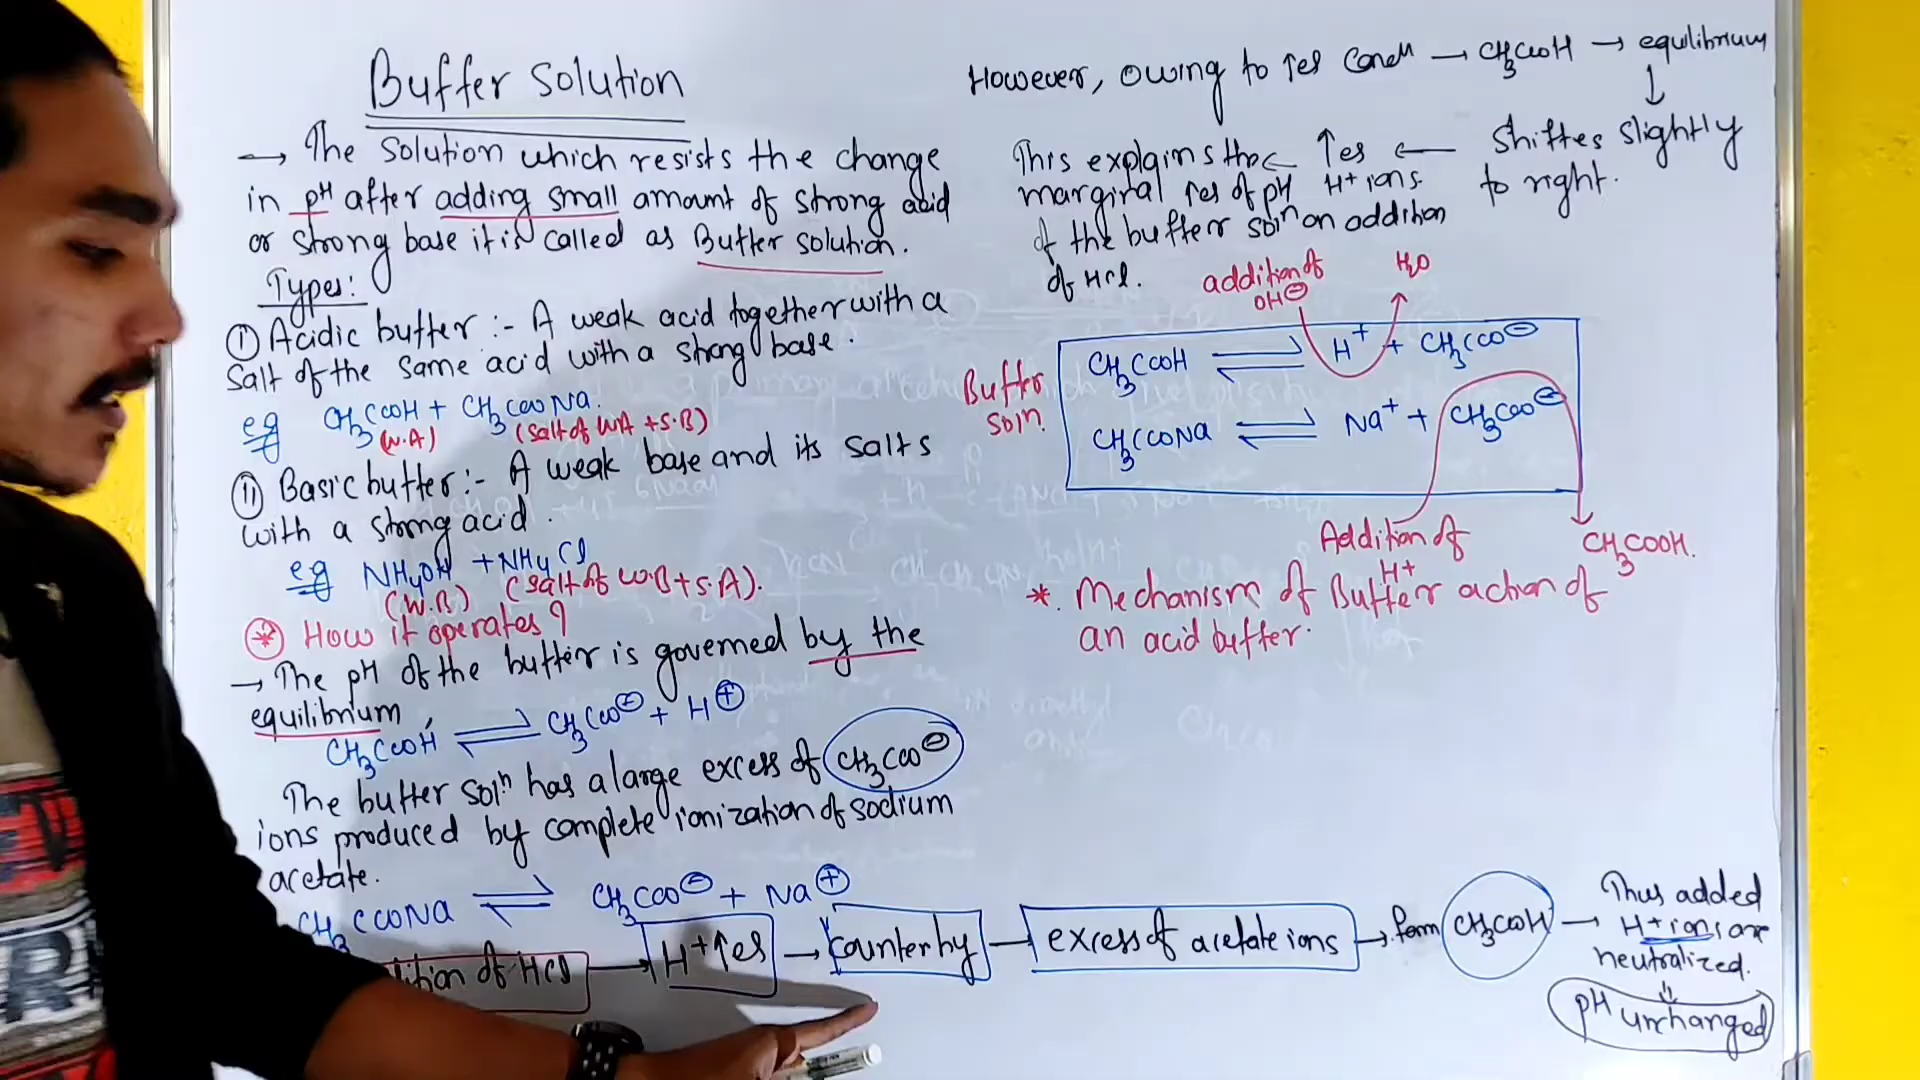 Buffer Solution
→ The solution which resists the change
in pH after adding small amount of strong acid
or strong base it is called as Buffer solution.
Types:
① Acidic buffer :- A weak acid together with a
salt of the same acid with a strong base.
eg CH3COOH + CH3COONa.
(W.A) (Salt of WA + S.B)
② Basic buffer :- A weak base and its salts
with a strong acid.
eg NH4OH + NH4Cl
(W.B) (salt of W.B + S.A).
* How it operates?
→ The pH of the buffer is governed by the
equilibrium,
CH3COOH ⇌ CH3COO⊖ + H⊕
The buffer soln has a large excess of CH3COO⊖
ions produced by complete ionization of sodium
acetate.
CH3COONa ⇌ CH3COO⊖ + Na⊕
of HCl → H+ ↑es → counter by — excess of acetate ions → form CH3COOH — Thus added
H+ ions are
neutralized.
⇓
pH unchanged
However, owing to ↑es Concn → CH3COOH → equilibrium
↓
shiftes slightly
to right.
← ↑es ←
H+ ions.
This explains the
marginal ↑es of pH
of the buffer soln on addition
of HCl.
addition of
OH⊖
H2O
Buffer
soln.
CH3COOH ⇌ H+ + CH3COO⊖
CH3COONa ⇌ Na+ + CH3COO⊖
Addition of
H+
CH3COOH.
*. Mechanism of Buffer action of
an acid buffer.